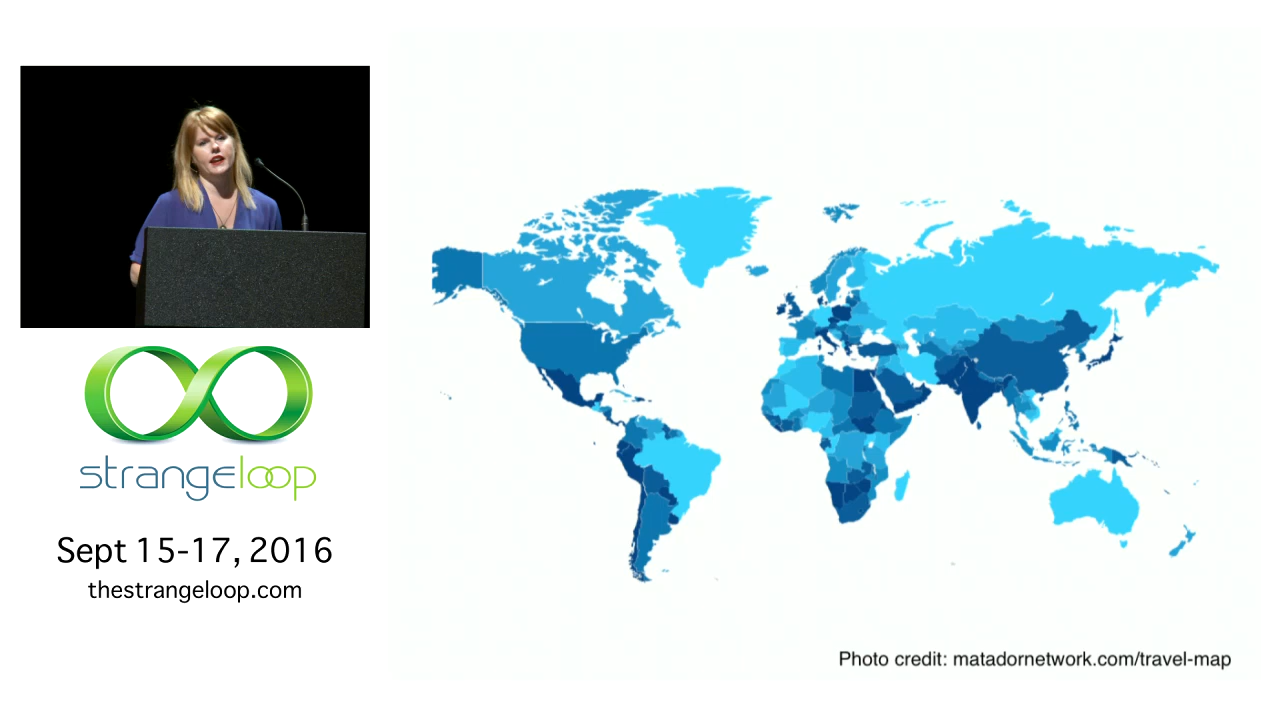 strangeloop
Sept 15-17, 2016
thestrangeloop.com
Photo credit: matadornetwork.com/travel-map